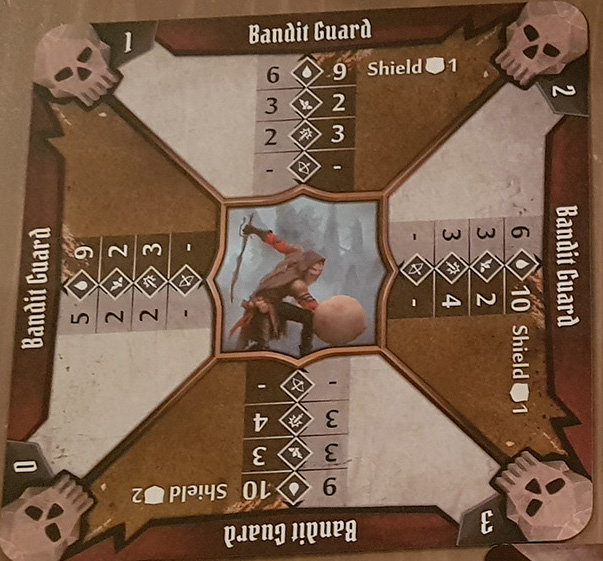 1
Bandit Guard
6 9 Shield 1
3 2
2 3
- -
2
Bandit Guard
6 10 Shield 1
3 2
3 4
- -
3
Bandit Guard
9 10 Shield 2
3 3
3 4
- -
0
Bandit Guard
5 9
2 2
2 3
- -